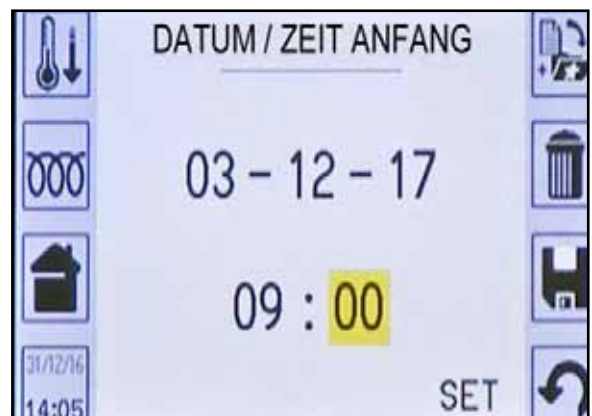 DATUM / ZEIT ANFANG
03 - 12 - 17
09 : 00
SET
31/12/16
14:05